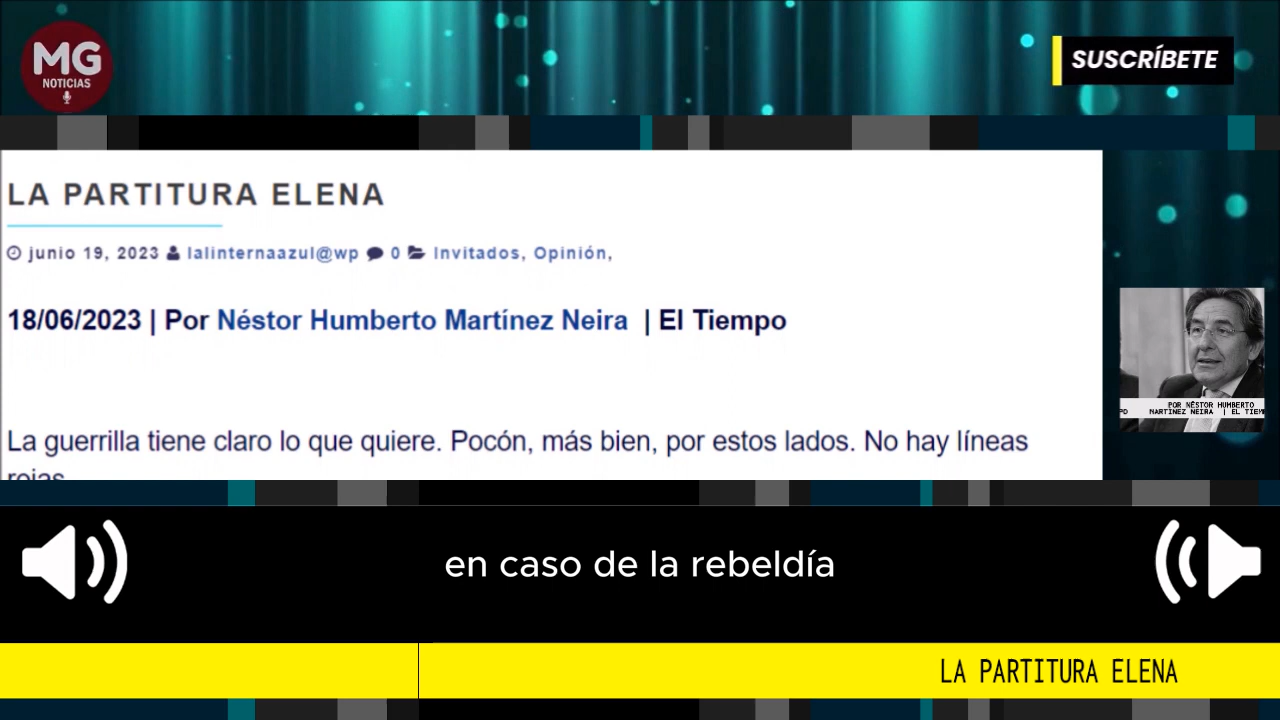 MG
NOTICIAS
SUSCRÍBETE
LA PARTITURA ELENA
junio 19, 2023 lalinternaazul@wp 0 Invitados, Opinión,
18/06/2023 | Por Néstor Humberto Martínez Neira | El Tiempo
La guerrilla tiene claro lo que quiere. Pocón, más bien, por estos lados. No hay líneas
rojas
POR NÉSTOR HUMBERTO
MARTÍNEZ NEIRA | EL TIEM
en caso de la rebeldía
LA PARTITURA ELENA